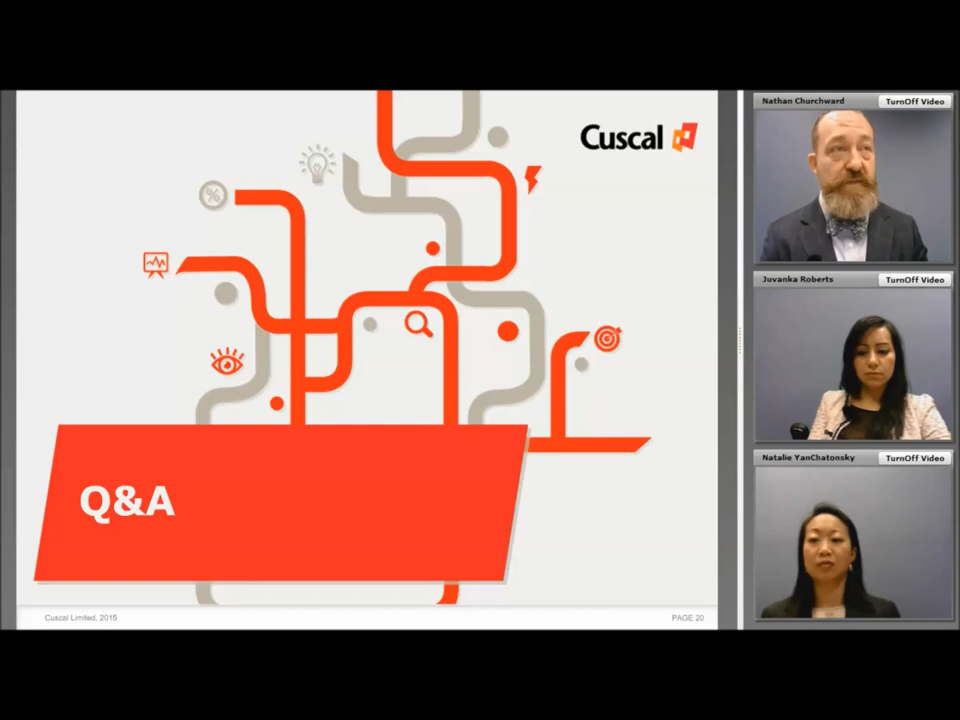 Cuscal
%
Q&A
Cuscal Limited, 2015
PAGE 20
Nathan Churchward
TurnOff Video
Juvanka Roberts
TurnOff Video
Natalie YanChatonsky
TurnOff Video